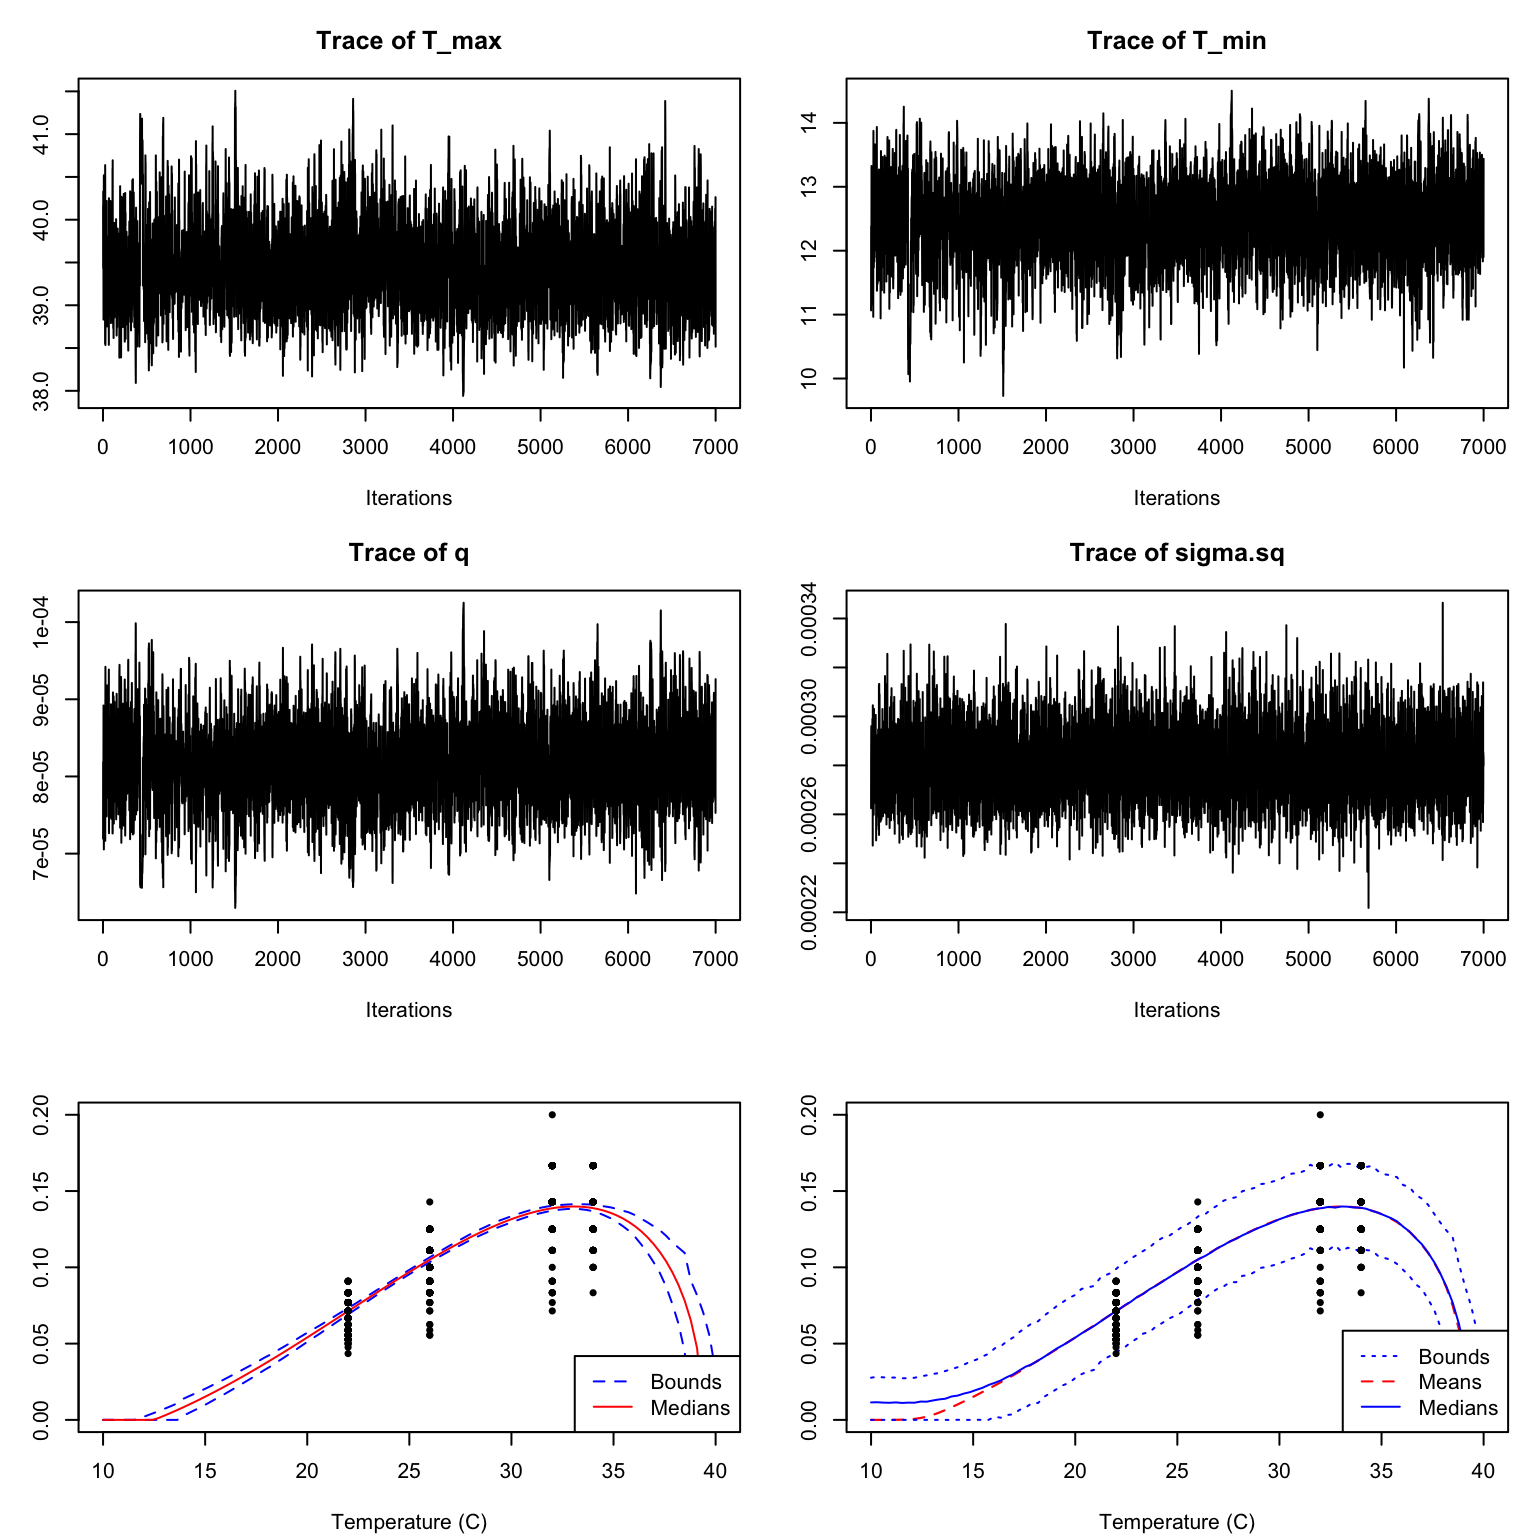 Trace of T_max
38.0 39.0 40.0 41.0
0 1000 2000 3000 4000 5000 6000 7000
Iterations
Trace of T_min
10 11 12 13 14
0 1000 2000 3000 4000 5000 6000 7000
Iterations
Trace of q
7e-05 8e-05 9e-05 1e-04
0 1000 2000 3000 4000 5000 6000 7000
Iterations
Trace of sigma.sq
0.00022 0.00026 0.00030 0.00034
0 1000 2000 3000 4000 5000 6000 7000
Iterations
0.00 0.05 0.10 0.15 0.20
Bounds
Medians
10 15 20 25 30 35 40
Temperature (C)
0.00 0.05 0.10 0.15 0.20
Bounds
Means
Medians
10 15 20 25 30 35 40
Temperature (C)